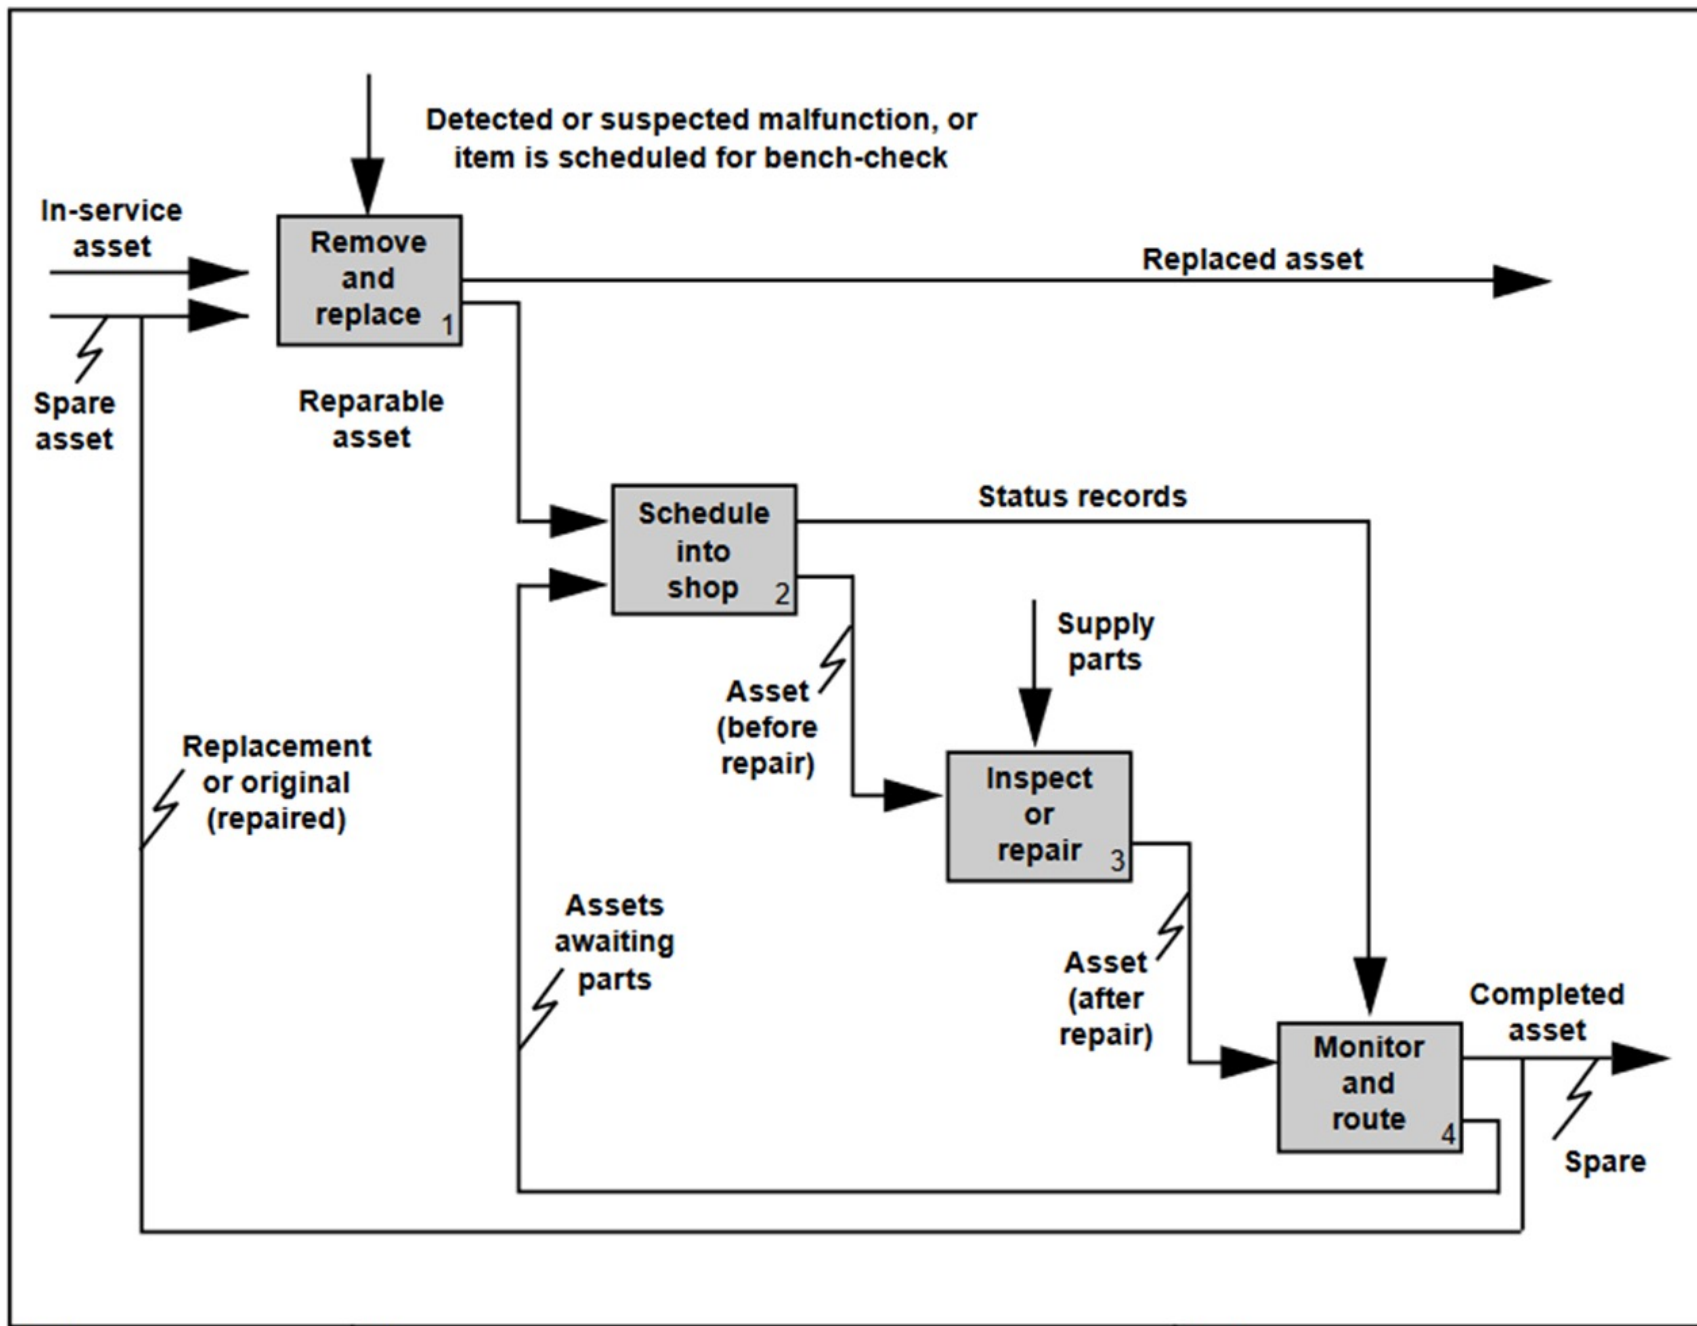 Detected or suspected malfunction, or
item is scheduled for bench-check
In-service
asset
Remove
and
replace
1
Replaced asset
Spare
asset
Reparable
asset
Schedule
into
shop
2
Status records
Supply
parts
Asset
(before
repair)
Replacement
or original
(repaired)
Inspect
or
repair
3
Assets
awaiting
parts
Asset
(after
repair)
Completed
asset
Monitor
and
route
4
Spare